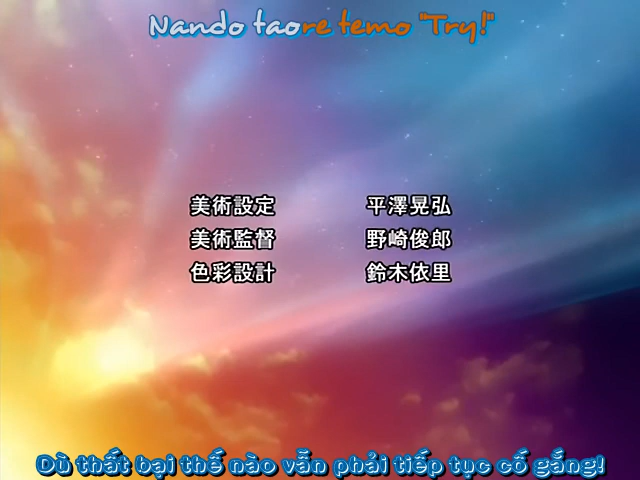 Nando taore temo "Try!"
美術設定 平澤晃弘
美術監督 野崎俊郎
色彩設計 鈴木依里
Dù thất bại thế nào vẫn phải tiếp tục cố gắng!